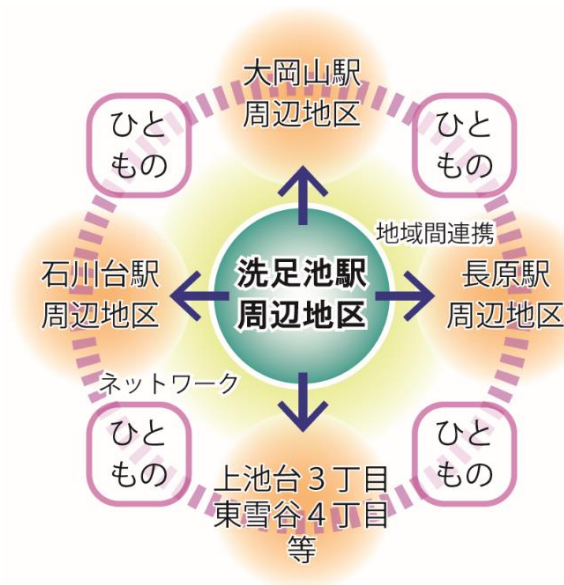 大岡山駅
周辺地区
ひと
もの
ひと
もの
地域間連携
石川台駅
周辺地区
洗足池駅
周辺地区
長原駅
周辺地区
ネットワーク
ひと
もの
ひと
もの
上池台３丁目
東雪谷４丁目
等